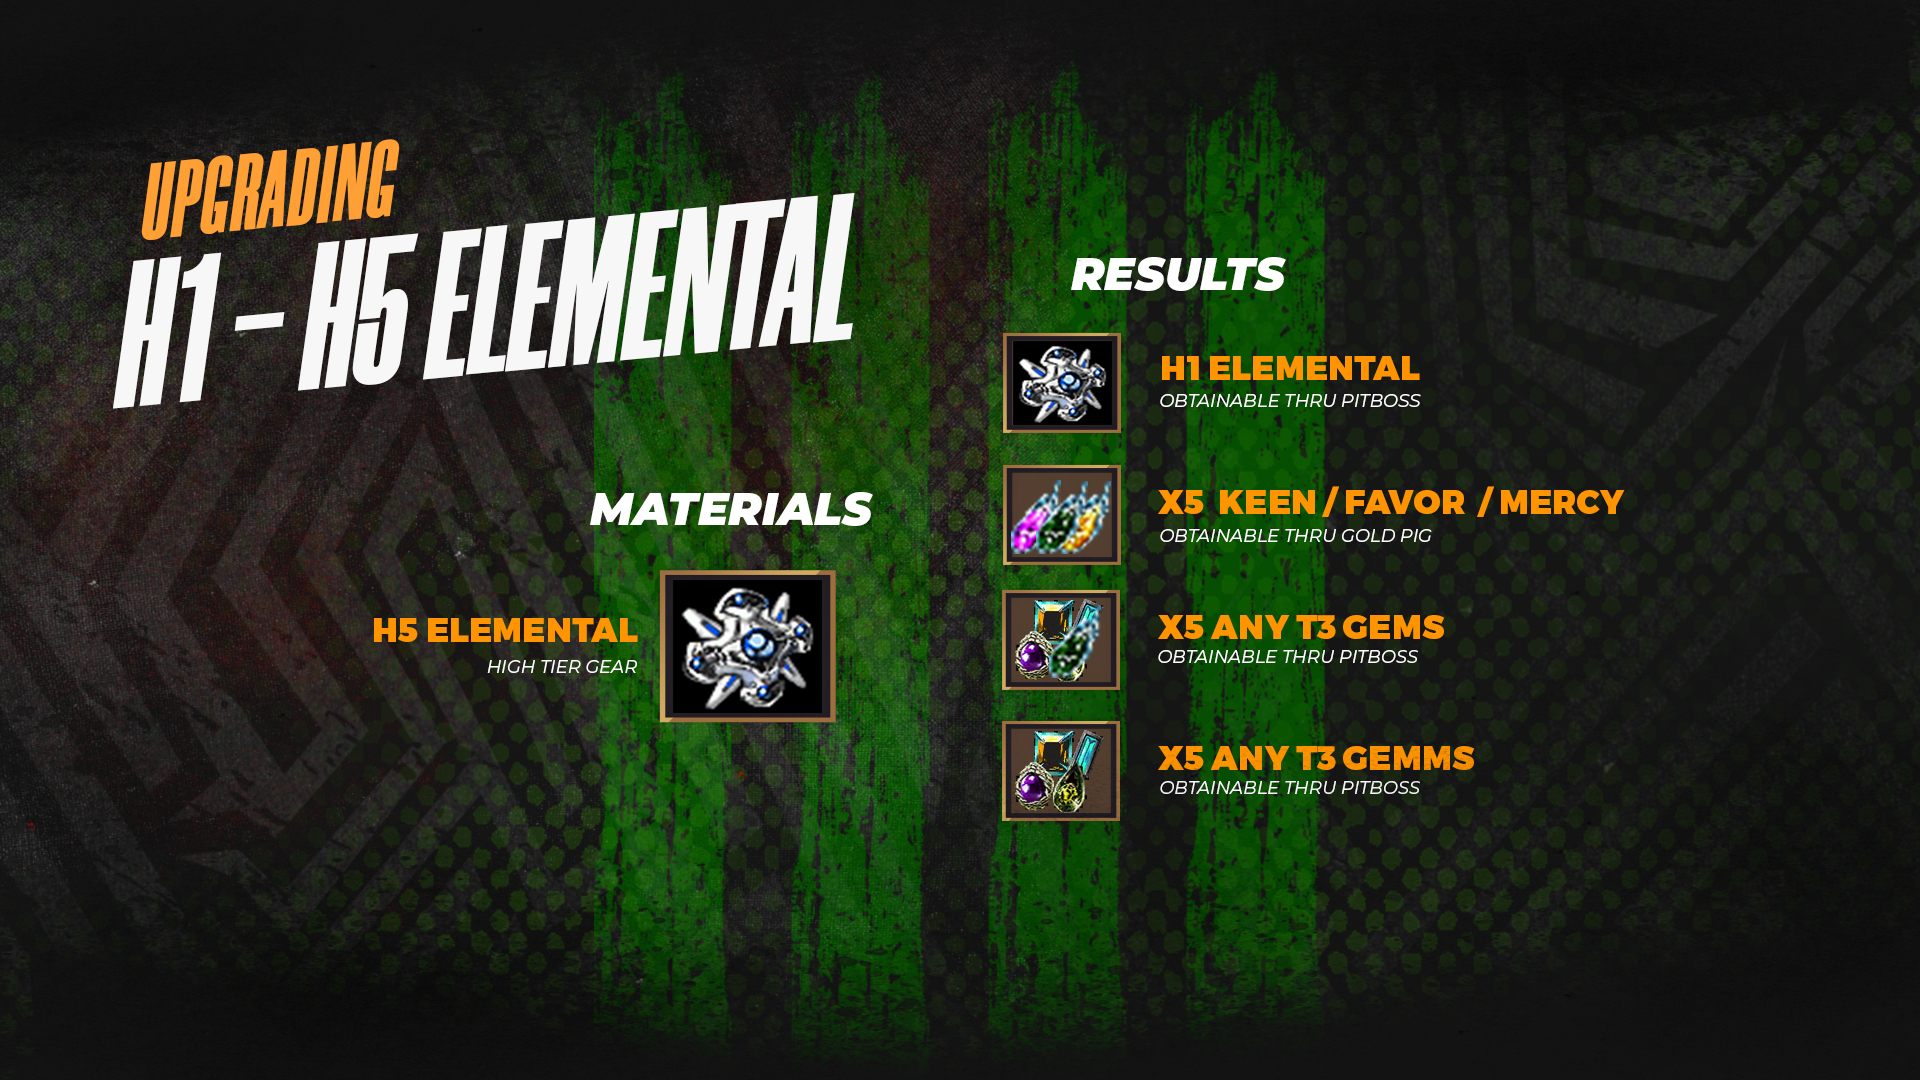 UPGRADING
H1 – H5 ELEMENTAL
MATERIALS
H5 ELEMENTAL
HIGH TIER GEAR
RESULTS
H1 ELEMENTAL
OBTAINABLE THRU PITBOSS
X5 KEEN / FAVOR / MERCY
OBTAINABLE THRU GOLD PIG
X5 ANY T3 GEMS
OBTAINABLE THRU PITBOSS
X5 ANY T3 GEMMS
OBTAINABLE THRU PITBOSS